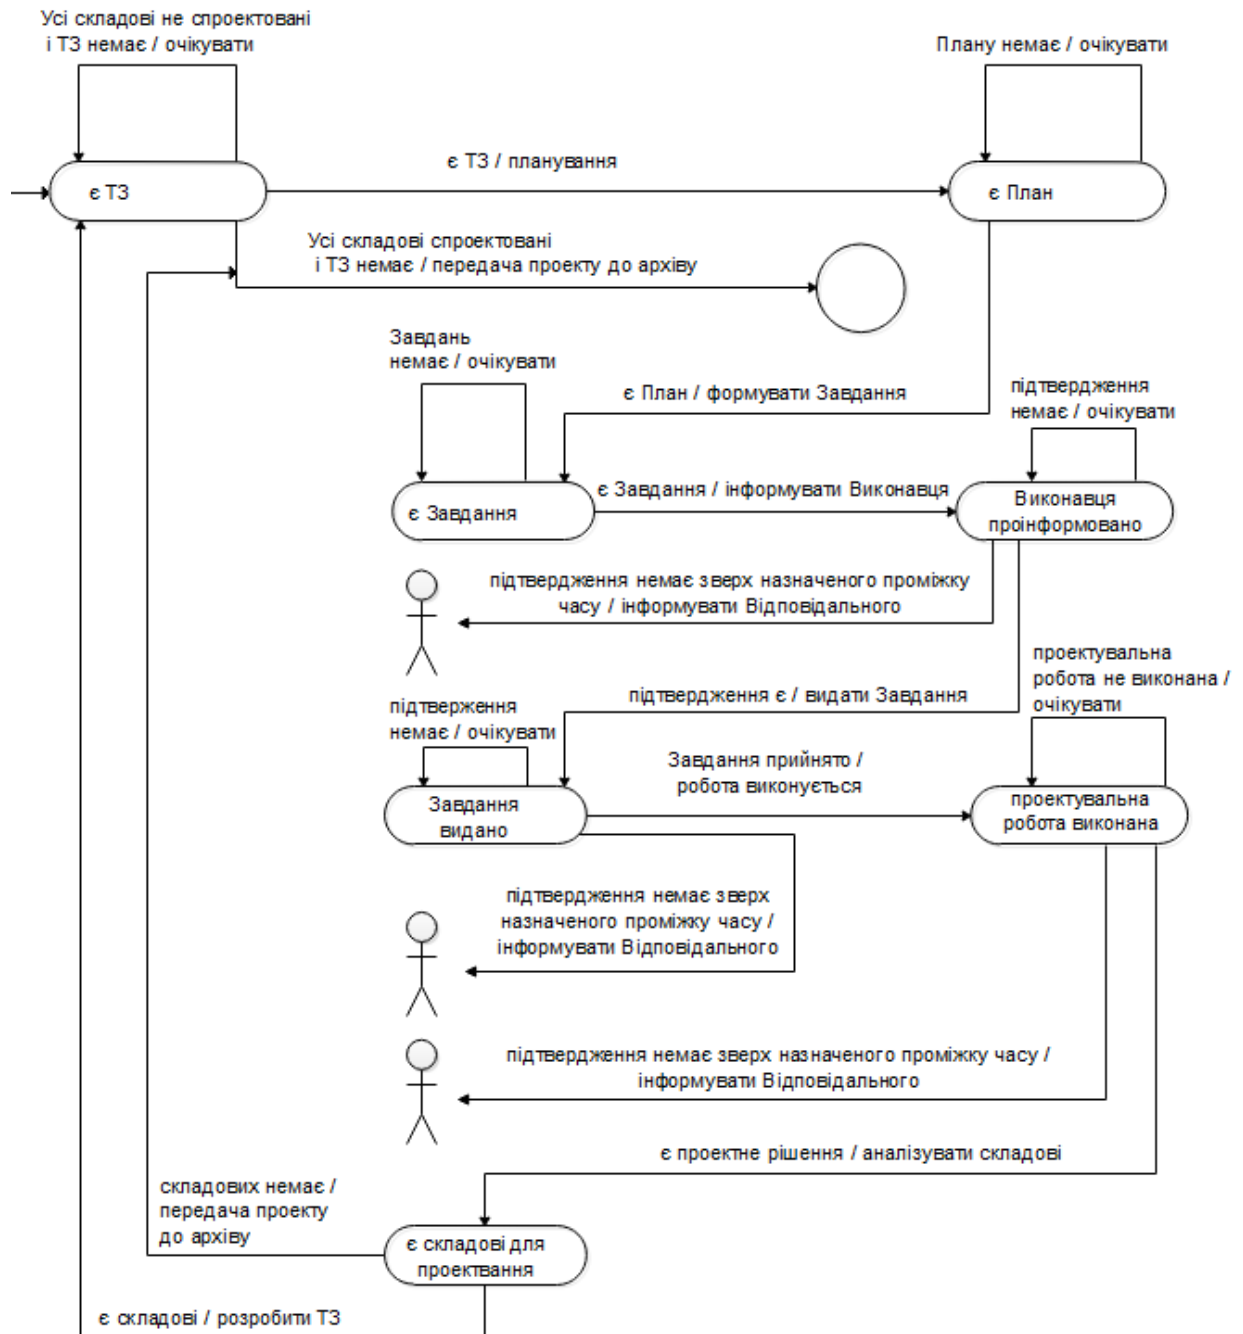 Усі складові не спроектовані
і ТЗ немає / очікувати
Плану немає / очікувати
є ТЗ / планування
є ТЗ
є План
Усі складові спроектовані
і ТЗ немає / передача проекту до архіву
Завдань
немає / очікувати
є План / формувати Завдання
підтвердження
немає / очікувати
є Завдання / інформувати Виконавця
є Завдання
Виконавця
проінформовано
підтвердження немає зверх назначеного проміжку
часу / інформувати Відповідального
проектувальна
робота не виконана /
очікувати
підтвердження є / видати Завдання
підтверження
немає / очікувати
Завдання прийнято /
робота виконується
Завдання
видано
проектувальна
робота виконана
підтвердження немає зверх
назначеного проміжку часу /
інформувати Відповідального
підтвердження немає зверх назначеного проміжку часу /
інформувати Відповідального
є проектне рішення / аналізувати складові
складових немає /
передача проекту
до архіву
є складові для
проектвання
є складові / розробити ТЗ